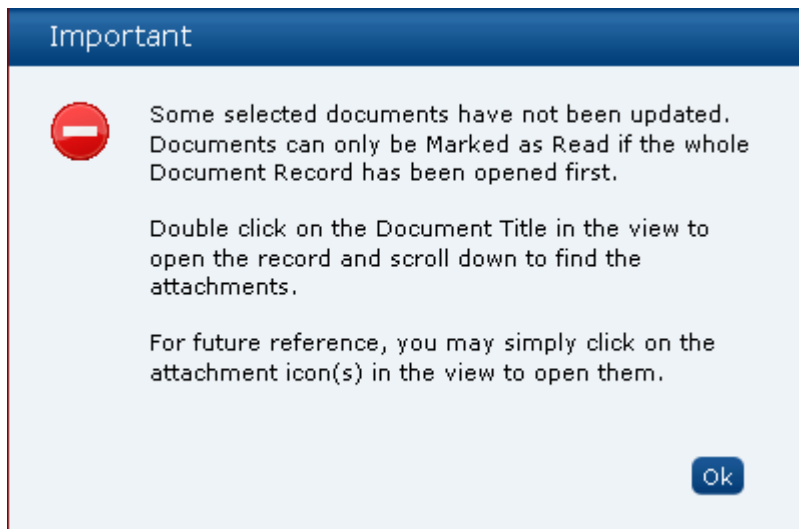 Important
Some selected documents have not been updated.
Documents can only be Marked as Read if the whole
Document Record has been opened first.
Double click on the Document Title in the view to
open the record and scroll down to find the
attachments.
For future reference, you may simply click on the
attachment icon(s) in the view to open them.
Ok